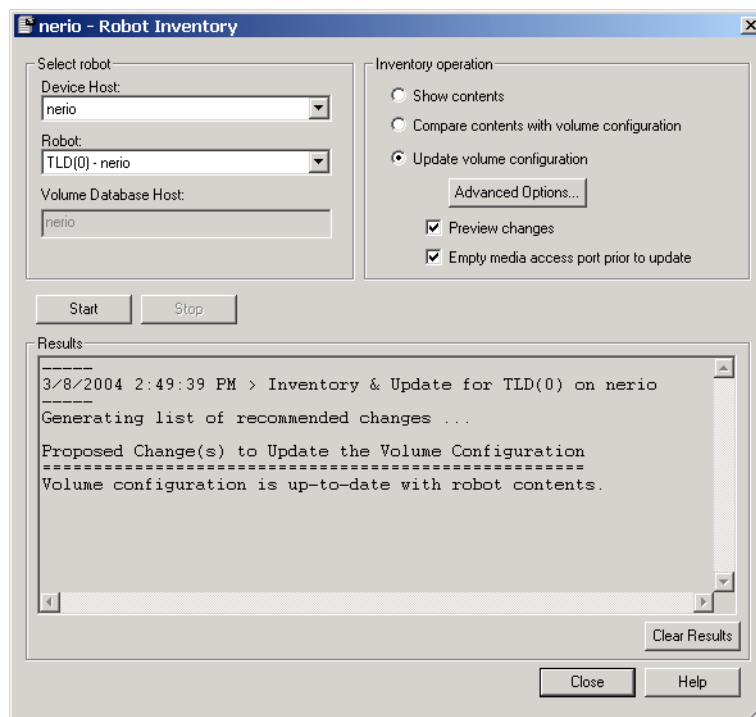 nerio - Robot Inventory
Select robot
Device Host:
nerio
Robot:
TLD(0) - nerio
Volume Database Host:
nerio
Inventory operation
Show contents
Compare contents with volume configuration
Update volume configuration
Advanced Options...
Preview changes
Empty media access port prior to update
Start
Stop
Results
-----
3/8/2004 2:49:39 PM > Inventory & Update for TLD(0) on nerio
-----
Generating list of recommended changes ...
Proposed Change(s) to Update the Volume Configuration
=====================================================
Volume configuration is up-to-date with robot contents.
Clear Results
Close
Help